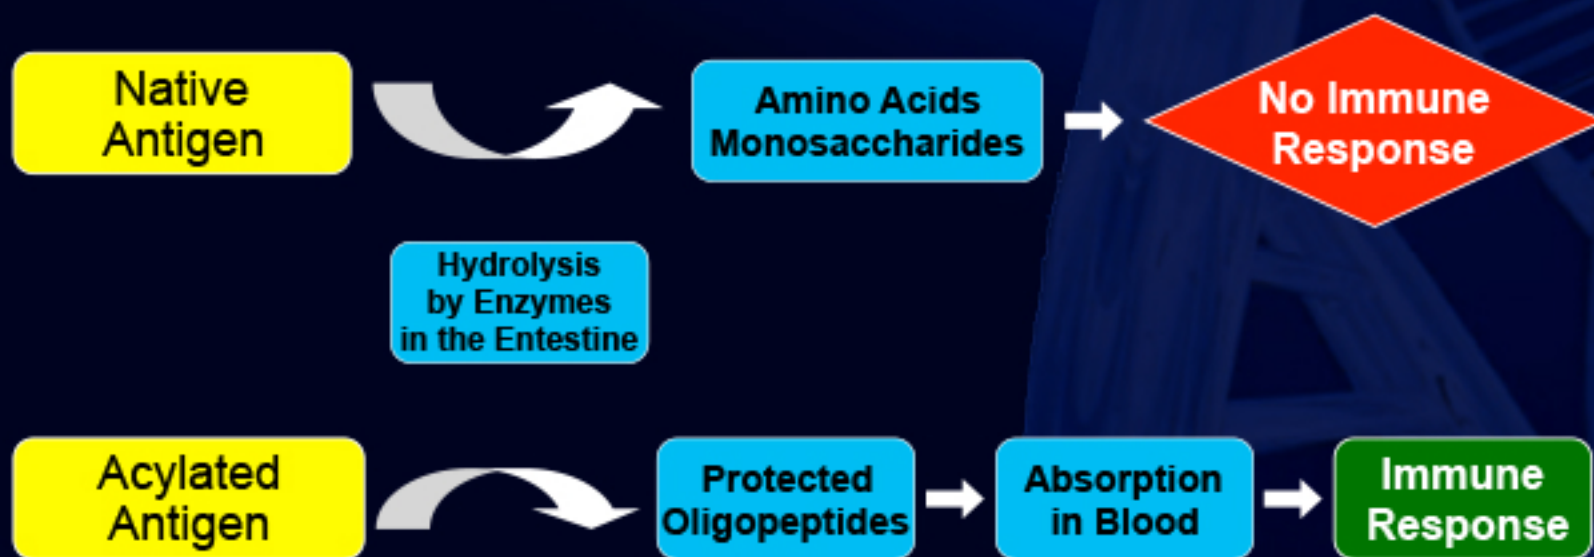 Native
Antigen
Amino Acids
Monosaccharides
No Immune
Response
Hydrolysis
by Enzymes
in the Entestine
Acylated
Antigen
Protected
Oligopeptides
Absorption
in Blood
Immune
Response